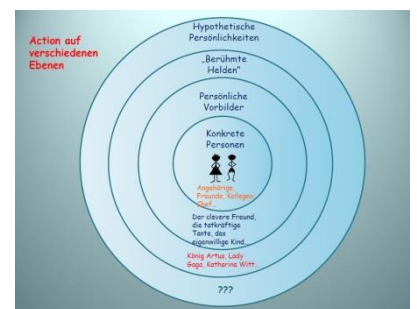 Action auf
verschiedenen
Ebenen
Hypothetische
Persönlichkeiten
„Berühmte
Helden"
Persönliche
Vorbilder
Konkrete
Personen
Angehörige,
Freunde, Kollegen
Chef...
Der clevere Freund,
die tatkräftige
Tante, das
eigenwillige Kind...
König Artus, Lady
Gaga, Katharina Witt...
???